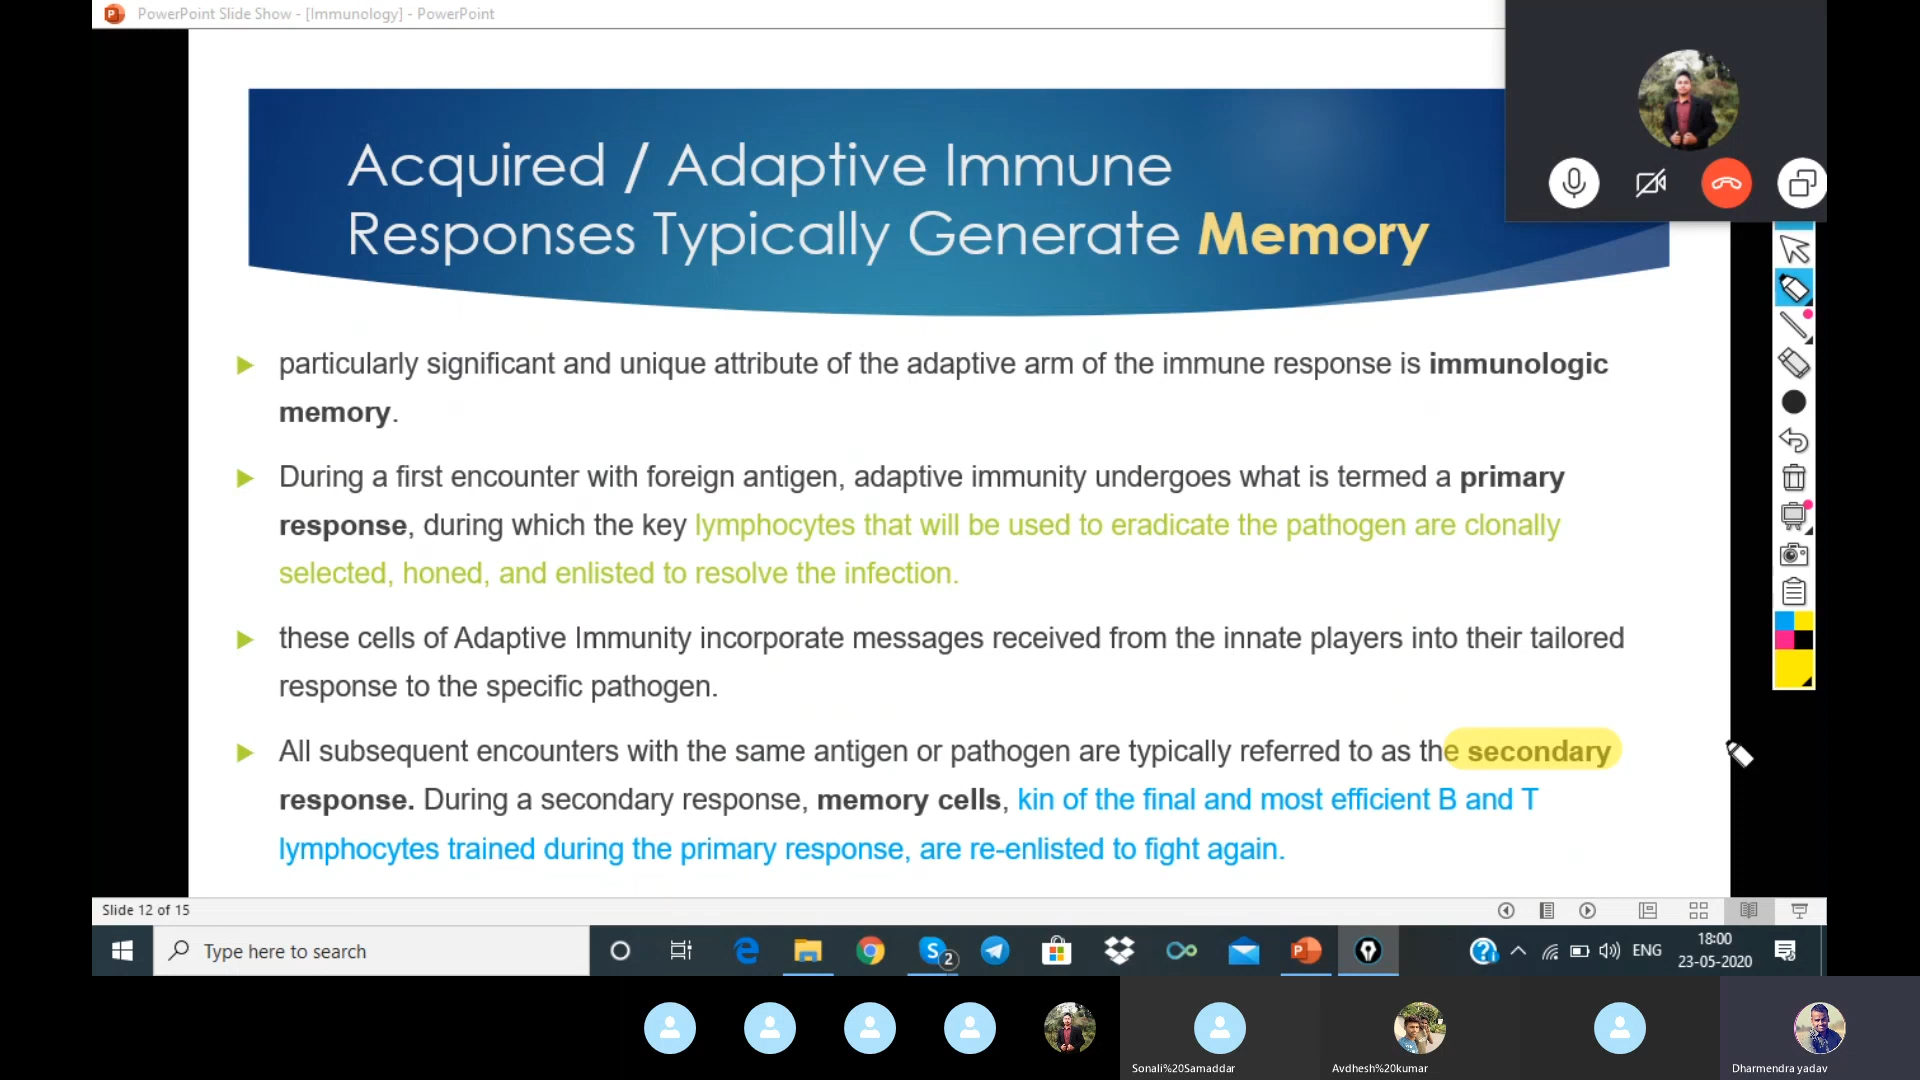 PowerPoint Slide Show - [Immunology] - PowerPoint
Acquired / Adaptive Immune
Responses Typically Generate Memory
particularly significant and unique attribute of the adaptive arm of the immune response is immunologic
memory.
During a first encounter with foreign antigen, adaptive immunity undergoes what is termed a primary
response, during which the key lymphocytes that will be used to eradicate the pathogen are clonally
selected, honed, and enlisted to resolve the infection.
these cells of Adaptive Immunity incorporate messages received from the innate players into their tailored
response to the specific pathogen.
All subsequent encounters with the same antigen or pathogen are typically referred to as the secondary
response. During a secondary response, memory cells, kin of the final and most efficient B and T
lymphocytes trained during the primary response, are re-enlisted to fight again.
Slide 12 of 15
Type here to search
2
ENG
18:00
23-05-2020
Sonali%20Samaddar
Avdhesh%20kumar
Dharmendra yadav